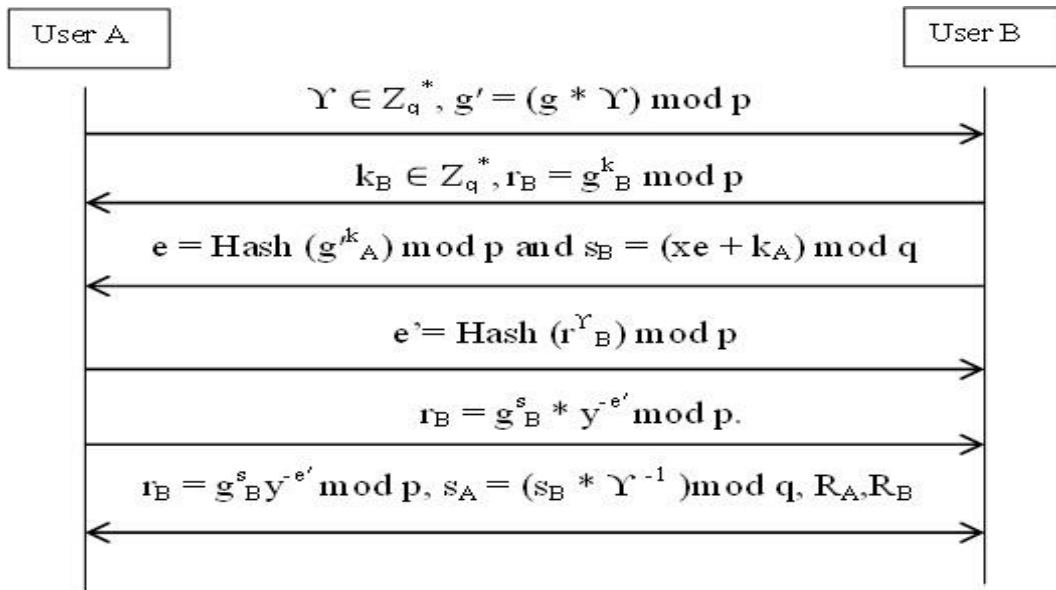 User A
User B
ϒ ∈ Z_q^*, g′ = (g * ϒ) mod p
k_B ∈ Z_q^*, r_B = g^k_B mod p
e = Hash (g′^k_A) mod p and s_B = (xe + k_A) mod q
e’= Hash (r^ϒ_B) mod p
r_B = g^s_B * y^-e′ mod p.
r_B = g^s_B y^-e′ mod p, s_A = (s_B * ϒ^-1 )mod q, R_A,R_B